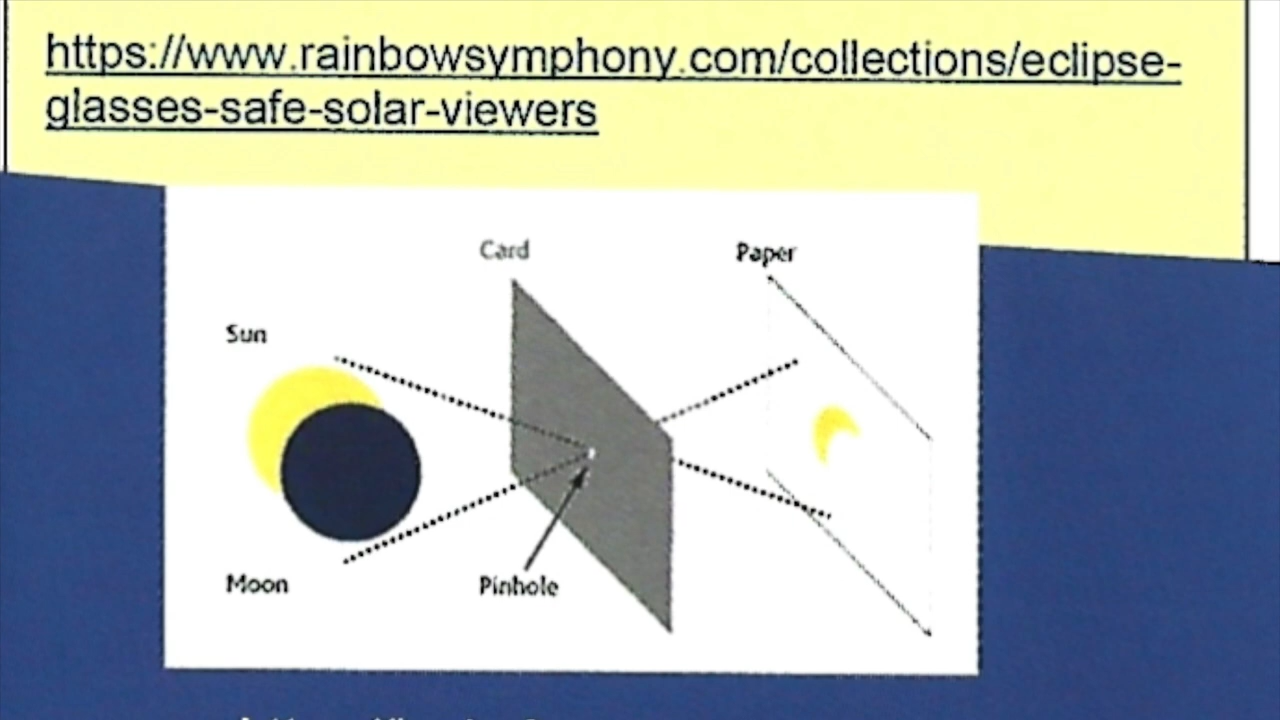 https://www.rainbowsymphony.com/collections/eclipse-
glasses-safe-solar-viewers
Card
Paper
Sun
Moon
Pinhole